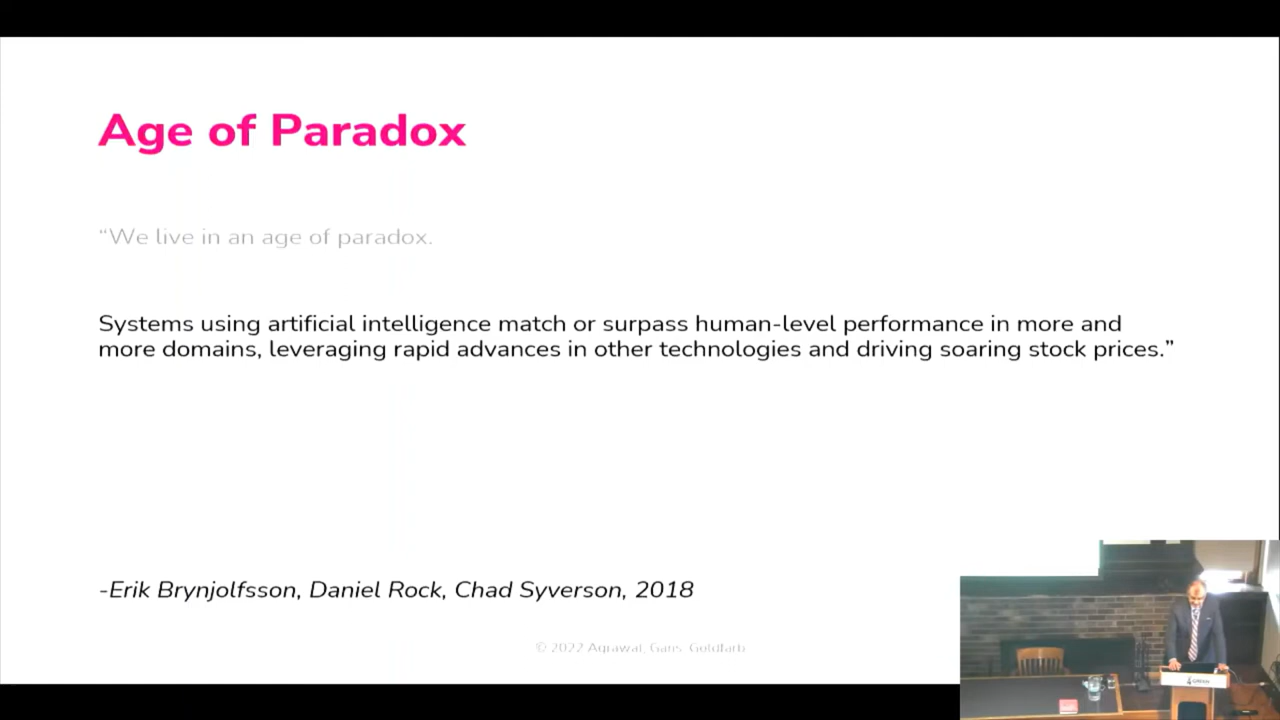 Age of Paradox
“We live in an age of paradox.
Systems using artificial intelligence match or surpass human-level performance in more and
more domains, leveraging rapid advances in other technologies and driving soaring stock prices.”
-Erik Brynjolfsson, Daniel Rock, Chad Syverson, 2018
© 2022 Agrawal, Gans, Goldfarb